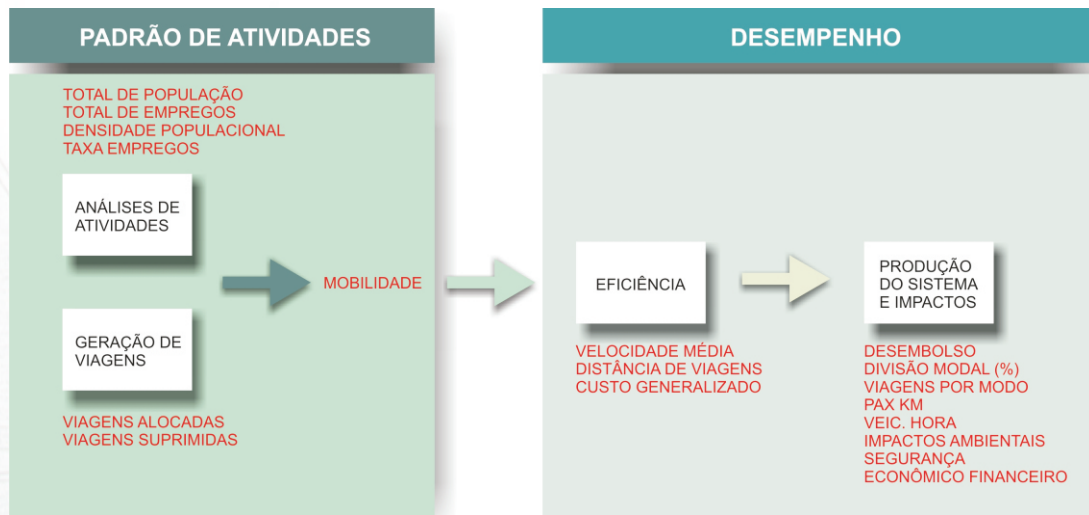 PADRÃO DE ATIVIDADES
TOTAL DE POPULAÇÃO
TOTAL DE EMPREGOS
DENSIDADE POPULACIONAL
TAXA EMPREGOS
ANÁLISES DE
ATIVIDADES
MOBILIDADE
GERAÇÃO DE
VIAGENS
VIAGENS ALOCADAS
VIAGENS SUPRIMIDAS
DESEMPENHO
EFICIÊNCIA
VELOCIDADE MÉDIA
DISTÂNCIA DE VIAGENS
CUSTO GENERALIZADO
PRODUÇÃO
DO SISTEMA
E IMPACTOS
DESEMBOLSO
DIVISÃO MODAL (%)
VIAGENS POR MODO
PAX KM
VEIC. HORA
IMPACTOS AMBIENTAIS
SEGURANÇA
ECONÔMICO FINANCEIRO